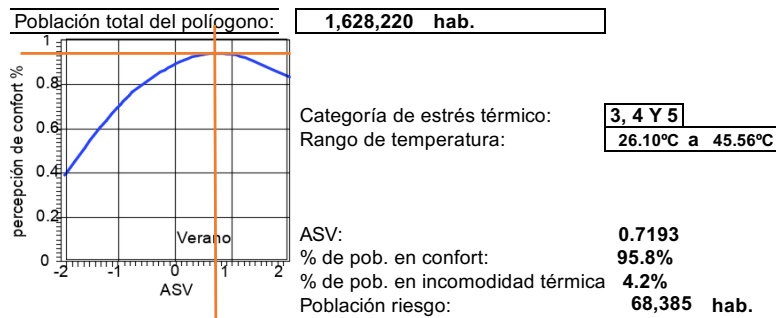 Población total del políogono: 1,628,220 hab.
percepción de confort %
1
0.8
0.6
0.4
0.2
0
-2 -1 0 1 2
Verano
ASV
Categoría de estrés térmico: 3, 4 Y 5
Rango de temperatura: 26.10ºC a 45.56ºC
ASV: 0.7193
% de pob. en confort: 95.8%
% de pob. en incomodidad térmica 4.2%
Población riesgo: 68,385 hab.